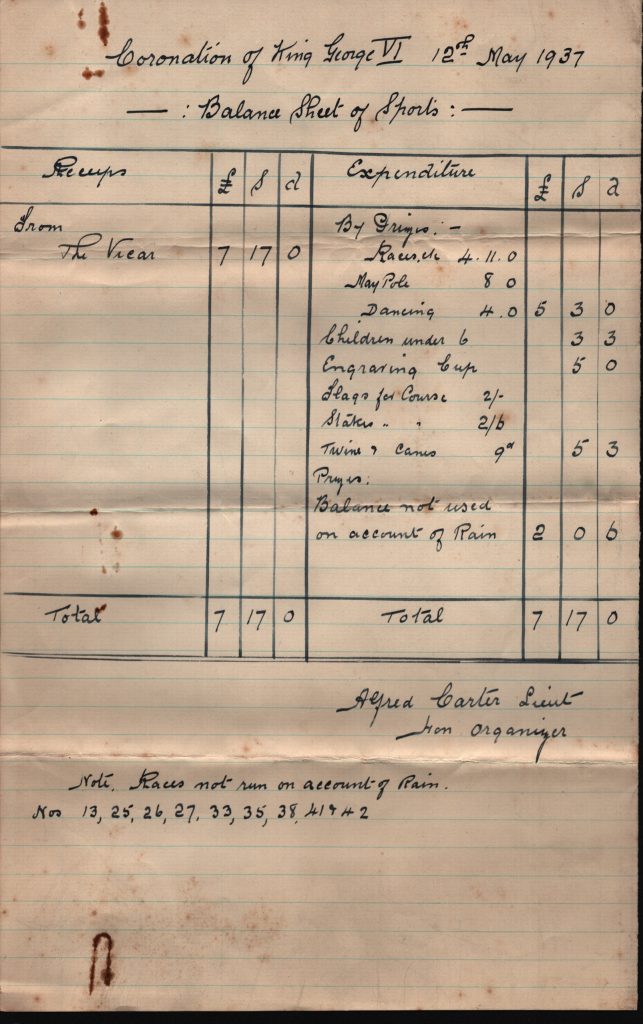 Coronation of King George VI 12th May 1937
— : Balance Sheet of Sports : —
Receips £ S d Expenditure £ S d
From By Prizes : -
The Vicar 7 17 0 Races, etc 4. 11. 0
May Pole 8 0
Dancing 4. 0 5 3 0
Children under 6 3 3
Engraving Cup 5 0
Flags for Course 2/-
Stakes " " 2/6
Twine & Canes 9d 5 3
Prizes :
Balance not used
on account of Rain 2 0 6
Total 7 17 0 Total 7 17 0
Alfred Carter Lieut
Hon Organizer
Note. Races not run on account of Rain.
Nos 13, 25, 26, 27, 33, 35, 38, 41 & 42